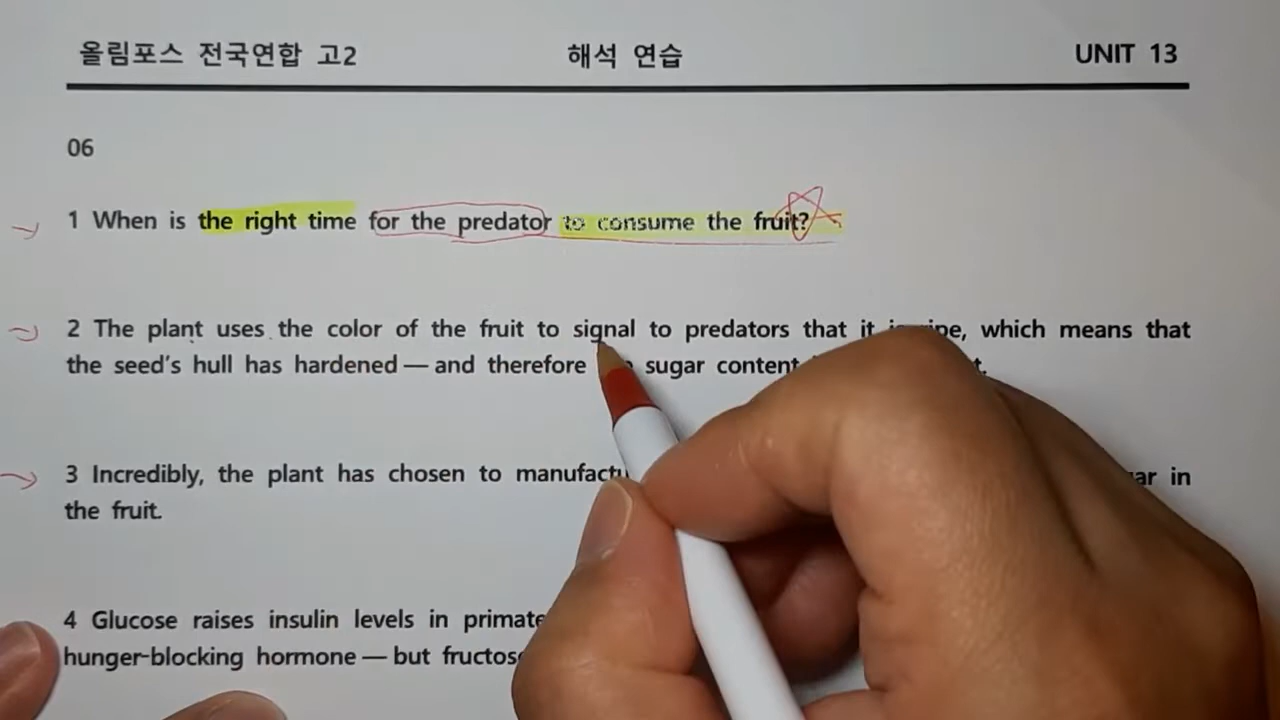 올림포스 전국연합 고2 해석 연습 UNIT 13
06
1 When is the right time for the predator to consume the fruit?
2 The plant uses the color of the fruit to signal to predators that it is ripe, which means that
the seed's hull has hardened — and therefore sugar content
3 Incredibly, the plant has chosen to in
the fruit.
4 Glucose raises insulin levels in
hunger-blocking hormone — but